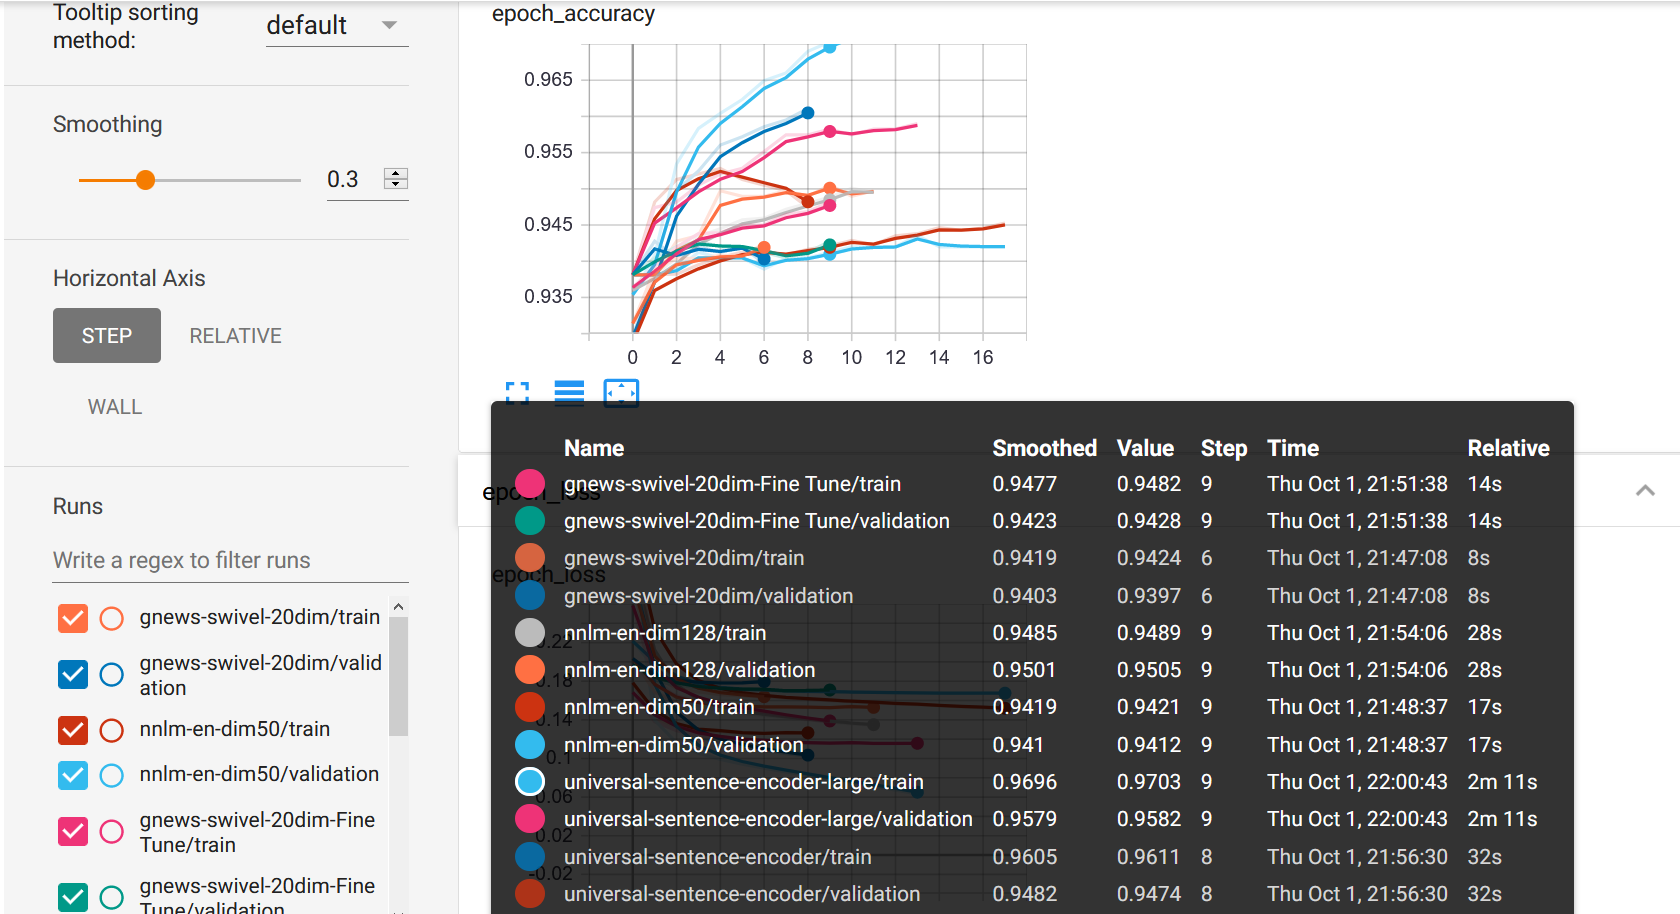 Tooltip sorting
method:
default
Smoothing
0.3
Horizontal Axis
STEP
RELATIVE
WALL
Runs
Write a regex to filter runs
gnews-swivel-20dim/train
gnews-swivel-20dim/valid
ation
nnlm-en-dim50/train
nnlm-en-dim50/validation
gnews-swivel-20dim-Fine
Tune/train
gnews-swivel-20dim-Fine
Tune/validation
epoch_accuracy
0.965
0.955
0.945
0.935
0 2 4 6 8 10 12 14 16
epoch_loss
epoch_loss
0.22
0.18
0.14
0.1
0.06
0.02
-0.02
Name Smoothed Value Step Time Relative
gnews-swivel-20dim-Fine Tune/train 0.9477 0.9482 9 Thu Oct 1, 21:51:38 14s
gnews-swivel-20dim-Fine Tune/validation 0.9423 0.9428 9 Thu Oct 1, 21:51:38 14s
gnews-swivel-20dim/train 0.9419 0.9424 6 Thu Oct 1, 21:47:08 8s
gnews-swivel-20dim/validation 0.9403 0.9397 6 Thu Oct 1, 21:47:08 8s
nnlm-en-dim128/train 0.9485 0.9489 9 Thu Oct 1, 21:54:06 28s
nnlm-en-dim128/validation 0.9501 0.9505 9 Thu Oct 1, 21:54:06 28s
nnlm-en-dim50/train 0.9419 0.9421 9 Thu Oct 1, 21:48:37 17s
nnlm-en-dim50/validation 0.941 0.9412 9 Thu Oct 1, 21:48:37 17s
universal-sentence-encoder-large/train 0.9696 0.9703 9 Thu Oct 1, 22:00:43 2m 11s
universal-sentence-encoder-large/validation 0.9579 0.9582 9 Thu Oct 1, 22:00:43 2m 11s
universal-sentence-encoder/train 0.9605 0.9611 8 Thu Oct 1, 21:56:30 32s
universal-sentence-encoder/validation 0.9482 0.9474 8 Thu Oct 1, 21:56:30 32s